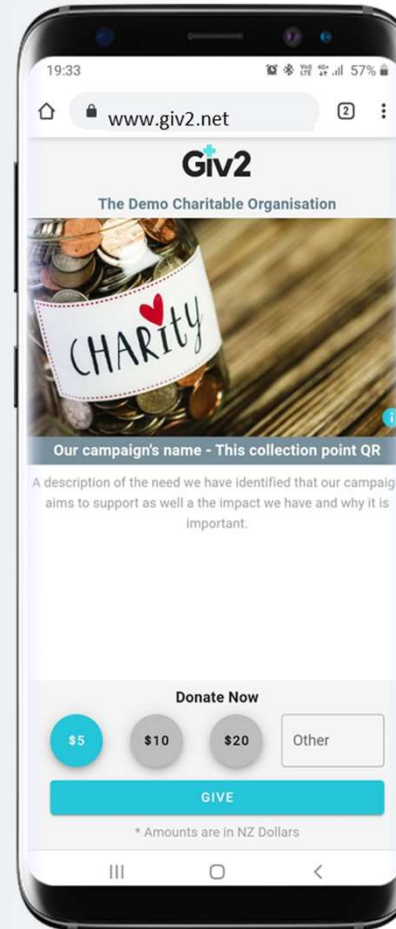 19:33
57%
www.giv2.net
2
Giv2
The Demo Charitable Organisation
CHARITY
i
Our campaign's name - This collection point QR
A description of the need we have identified that our campaig
aims to support as well a the impact we have and why it is
important.
Donate Now
$5 $10 $20 Other
GIVE
* Amounts are in NZ Dollars